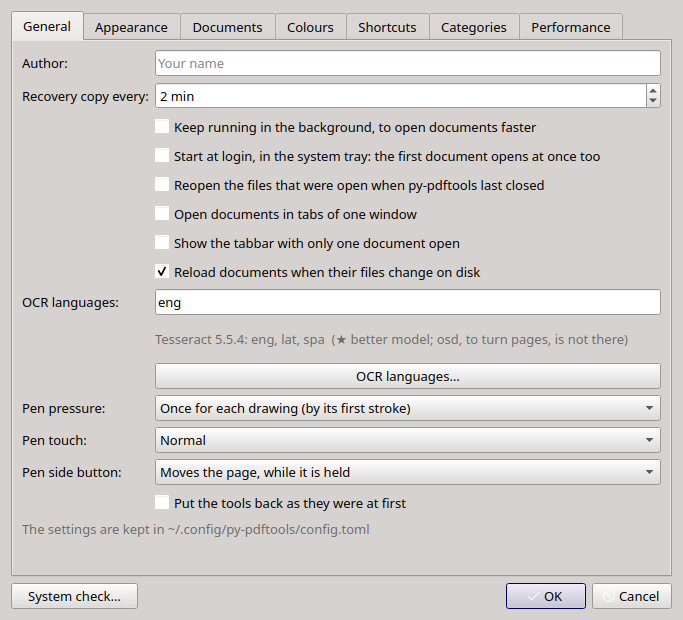 General Appearance Documents Colours Shortcuts Categories Performance
Author: Your name
Recovery copy every: 2 min
Keep running in the background, to open documents faster
Start at login, in the system tray: the first document opens at once too
Reopen the files that were open when py-pdftools last closed
Open documents in tabs of one window
Show the tabbar with only one document open
Reload documents when their files change on disk
OCR languages: eng
Tesseract 5.5.4: eng, lat, spa (★ better model; osd, to turn pages, is not there)
OCR languages...
Pen pressure: Once for each drawing (by its first stroke)
Pen touch: Normal
Pen side button: Moves the page, while it is held
Put the tools back as they were at first
The settings are kept in ~/.config/py-pdftools/config.toml
System check... OK Cancel